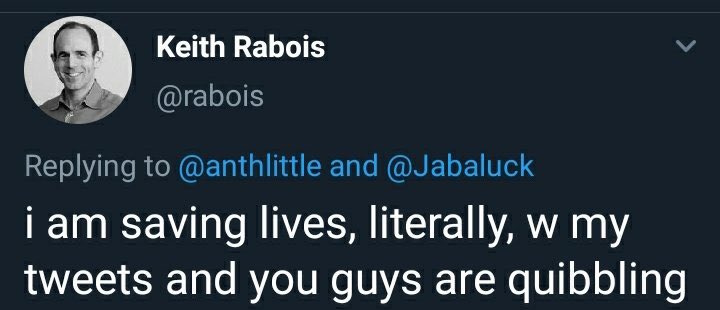 Keith Rabois
@rabois
Replying to @anthlittle and @Jabaluck
i am saving lives, literally, w my
tweets and you guys are quibbling